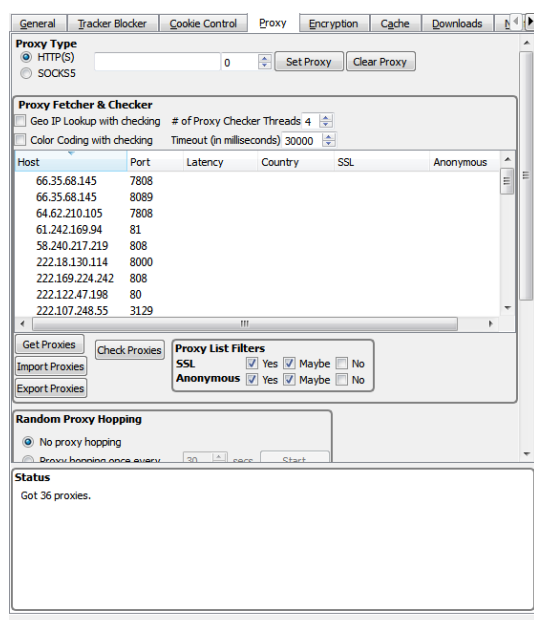 General Tracker Blocker Cookie Control Proxy Encryption Cache Downloads
Proxy Type
HTTP(S) 0 Set Proxy Clear Proxy
SOCKS5
Proxy Fetcher & Checker
Geo IP Lookup with checking # of Proxy Checker Threads 4
Color Coding with checking Timeout (in milliseconds) 30000
Host Port Latency Country SSL Anonymous
66.35.68.145 7808
66.35.68.145 8089
64.62.210.105 7808
61.242.169.94 81
58.240.217.219 808
222.18.130.114 8000
222.169.224.242 808
222.122.47.198 80
222.107.248.55 3129
Get Proxies Check Proxies Proxy List Filters
SSL Yes Maybe No
Import Proxies
Anonymous Yes Maybe No
Export Proxies
Random Proxy Hopping
No proxy hopping
Proxy hopping once every 30 secs Start
Status
Got 36 proxies.